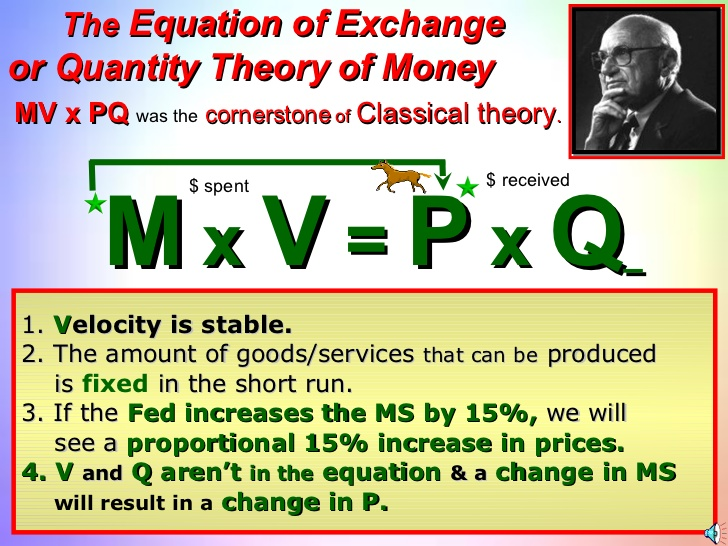 The Equation of Exchange
or Quantity Theory of Money
MV x PQ was the cornerstone of Classical theory.
$ spent
$ received
M x V = P x Q
1. Velocity is stable.
2. The amount of goods/services that can be produced
is fixed in the short run.
3. If the Fed increases the MS by 15%, we will
see a proportional 15% increase in prices.
4. V and Q aren't in the equation & a change in MS
will result in a change in P.